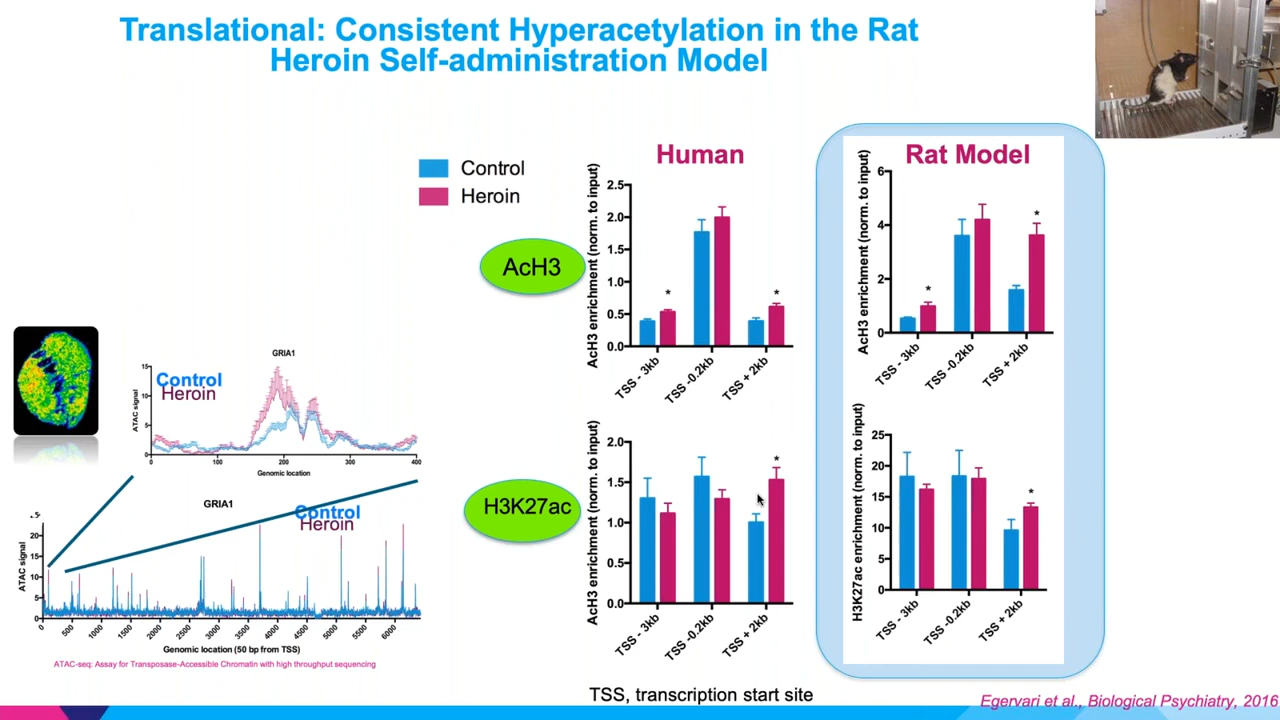 Translational: Consistent Hyperacetylation in the Rat
Heroin Self-administration Model
Control
Heroin
Human
AcH3 enrichment (norm. to input)
2.5
2.0
1.5
1.0
0.5
0.0
*
*
TSS - 3kb
TSS -0.2kb
TSS + 2kb
Rat Model
AcH3 enrichment (norm. to input)
6
4
2
0
*
*
TSS - 3kb
TSS -0.2kb
TSS + 2kb
AcH3
GRIA1
Control
Heroin
ATAC signal
15
10
5
0
0
100
200
300
400
Genomic location
H3K27ac
AcH3 enrichment (norm. to input)
2.0
1.5
1.0
0.5
0.0
*
TSS - 3kb
TSS -0.2kb
TSS + 2kb
H3K27ac enrichment (norm. to input)
25
20
15
10
5
0
*
TSS - 3kb
TSS -0.2kb
TSS + 2kb
GRIA1
Control
Heroin
ATAC signal
20
15
10
5
0
0
500
1000
1500
2000
2500
3000
3500
4000
4500
5000
5500
6000
Genomic location (50 bp from TSS)
ATAC-seq: Assay for Transposase-Accessible Chromatin with high throughput sequencing
TSS, transcription start site
Egervari et al., Biological Psychiatry, 2016